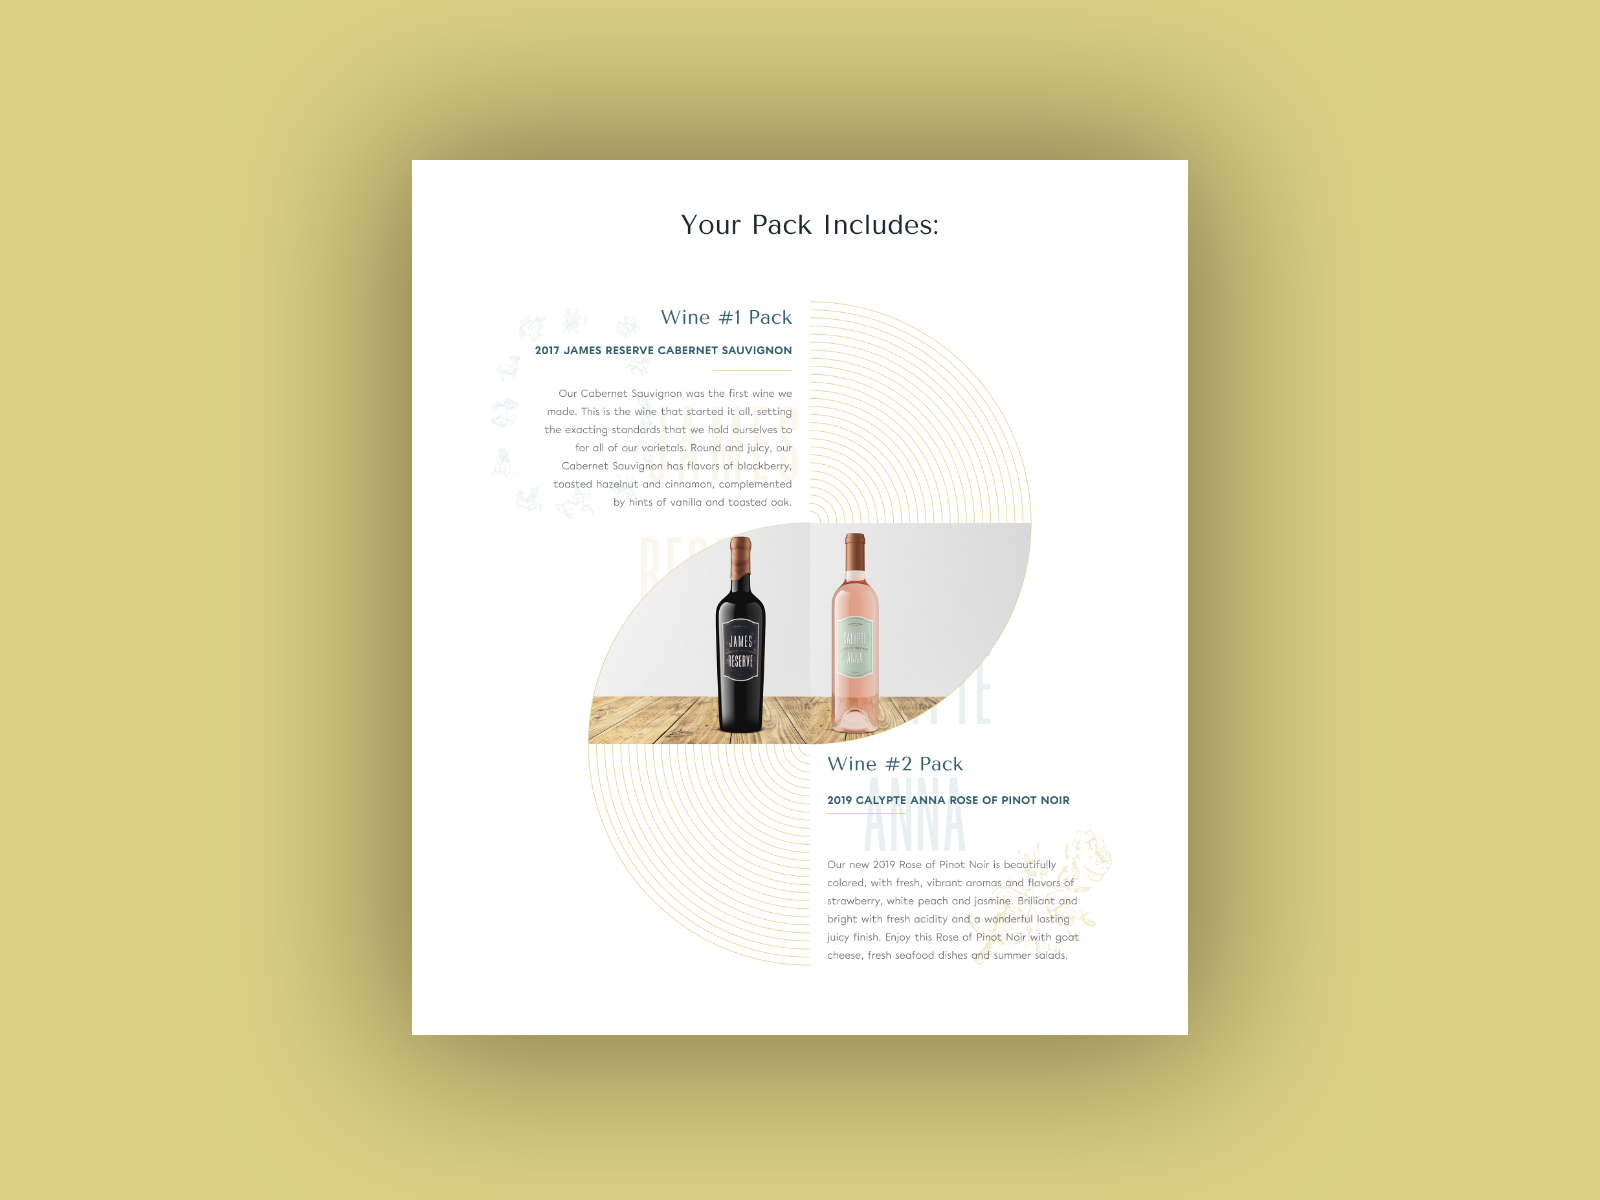 Your Pack Includes:
Wine #1 Pack
2017 JAMES RESERVE CABERNET SAUVIGNON
Our Cabernet Sauvignon was the first wine we
made. This is the wine that started it all, setting
the exacting standards that we hold ourselves to
for all of our varietals. Round and juicy, our
Cabernet Sauvignon has flavors of blackberry,
toasted hazelnut and cinnamon, complemented
by hints of vanilla and toasted oak.
JAMES
JAMES
RESERVE
CALYPTE
ANNA
Wine #2 Pack
ANNA
2019 CALYPTE ANNA ROSE OF PINOT NOIR
Our new 2019 Rose of Pinot Noir is beautifully
colored, with fresh, vibrant aromas and flavors of
strawberry, white peach and jasmine. Brilliant and
bright with fresh acidity and a wonderful lasting
juicy finish. Enjoy this Rose of Pinot Noir with goat
cheese, fresh seafood dishes and summer salads.